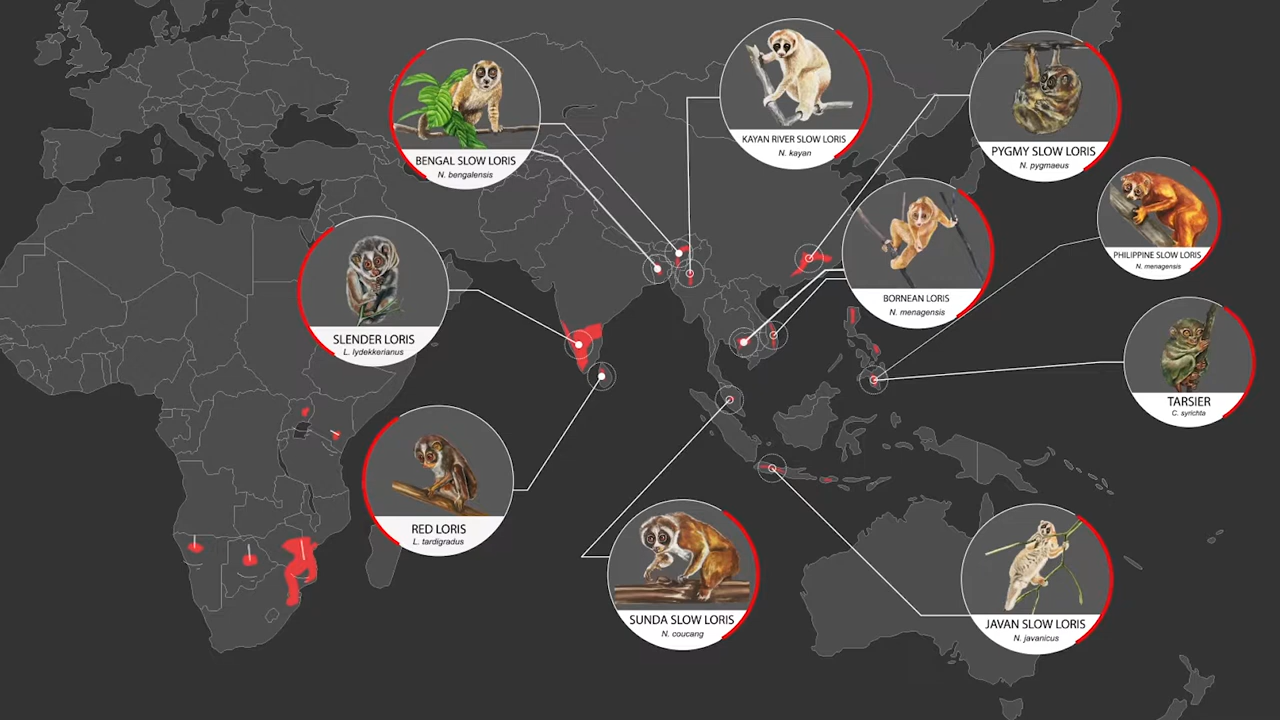 BENGAL SLOW LORIS
N. bengalensis
KAYAN RIVER SLOW LORIS
N. kayan
PYGMY SLOW LORIS
N. pygmaeus
PHILIPPINE SLOW LORIS
N. menagensis
BORNEAN LORIS
N. menagensis
SLENDER LORIS
L. lydekkerianus
TARSIER
C. syrichta
RED LORIS
L. tardigradus
SUNDA SLOW LORIS
N. coucang
JAVAN SLOW LORIS
N. javanicus